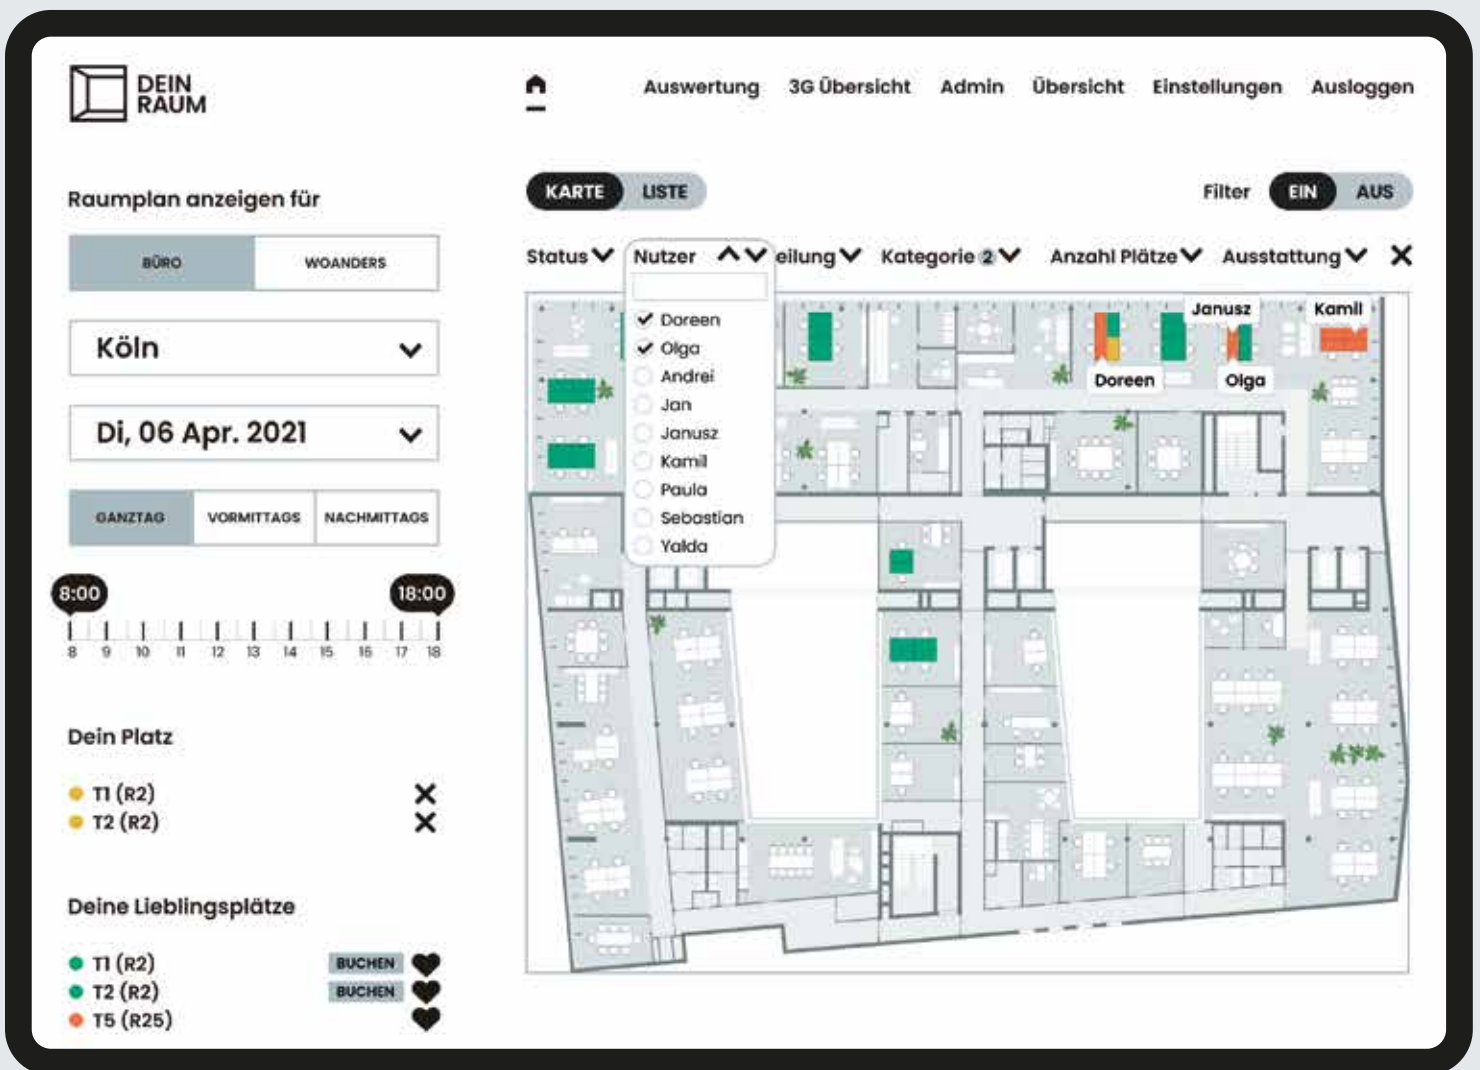 DEIN
RAUM
Auswertung 3G Übersicht Admin Übersicht Einstellungen Ausloggen
Raumplan anzeigen für
BÜRO WOANDERS
Köln
Di, 06 Apr. 2021
GANZTAG VORMITTAGS NACHMITTAGS
8:00 18:00
8 9 10 11 12 13 14 15 16 17 18
Dein Platz
T1 (R2)
T2 (R2)
Deine Lieblingsplätze
T1 (R2) BUCHEN
T2 (R2) BUCHEN
T5 (R25)
KARTE LISTE
Filter EIN AUS
Status Nutzer eilung Kategorie 2 Anzahl Plätze Ausstattung
Doreen
Olga
Andrei
Jan
Janusz
Kamil
Paula
Sebastian
Yalda
Janusz Kamil
Doreen Olga